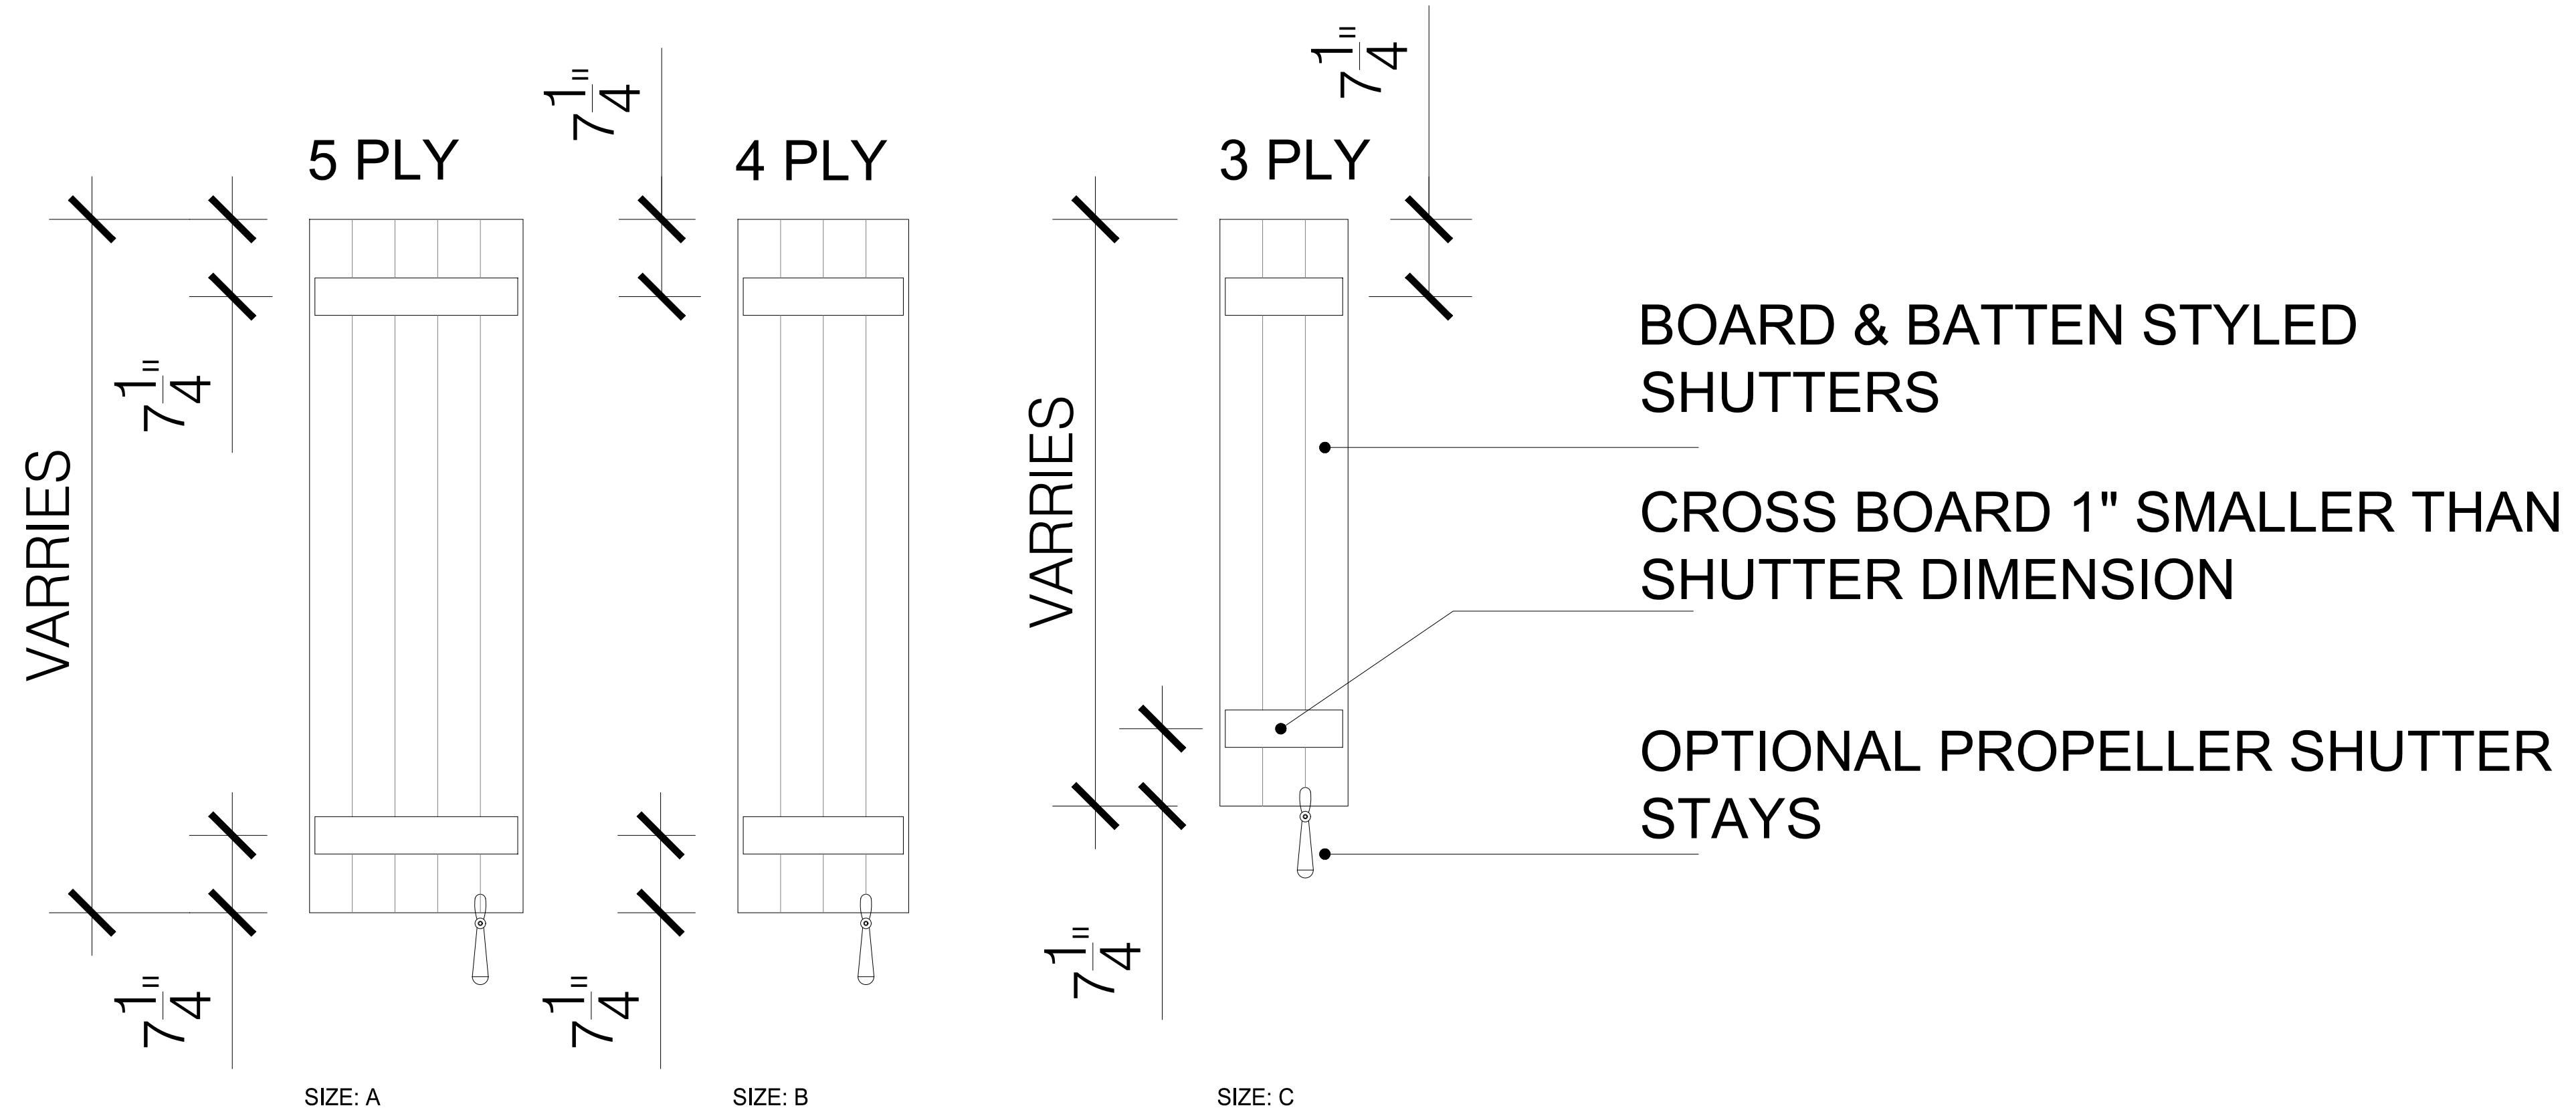 7 1/4"
7 1/4"
5 PLY
4 PLY
3 PLY
7 1/4"
VARRIES
VARRIES
BOARD & BATTEN STYLED
SHUTTERS
CROSS BOARD 1" SMALLER THAN
SHUTTER DIMENSION
OPTIONAL PROPELLER SHUTTER
STAYS
7 1/4"
7 1/4"
7 1/4"
SIZE: A
SIZE: B
SIZE: C